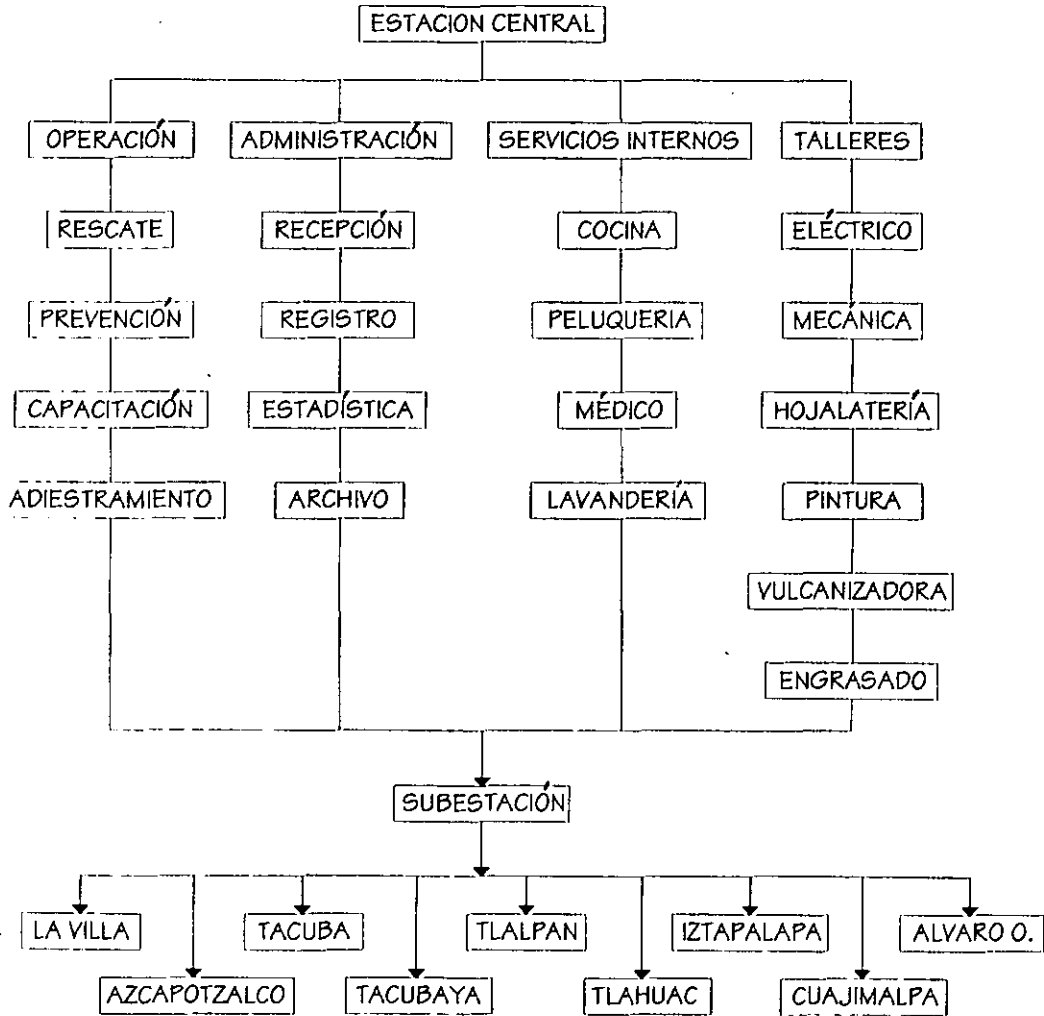 ESTACION CENTRAL
OPERACIÓN ADMINISTRACIÓN SERVICIOS INTERNOS TALLERES
RESCATE RECEPCIÓN COCINA ELÉCTRICO
PREVENCIÓN REGISTRO PELUQUERIA MECÁNICA
CAPACITACIÓN ESTADÍSTICA MÉDICO HOJALATERÍA
ADIESTRAMIENTO ARCHIVO LAVANDERÍA PINTURA
VULCANIZADORA
ENGRASADO
SUBESTACIÓN
LA VILLA TACUBA TLALPAN IZTAPALAPA ALVARO O.
AZCAPOTZALCO TACUBAYA TLAHUAC CUAJIMALPA